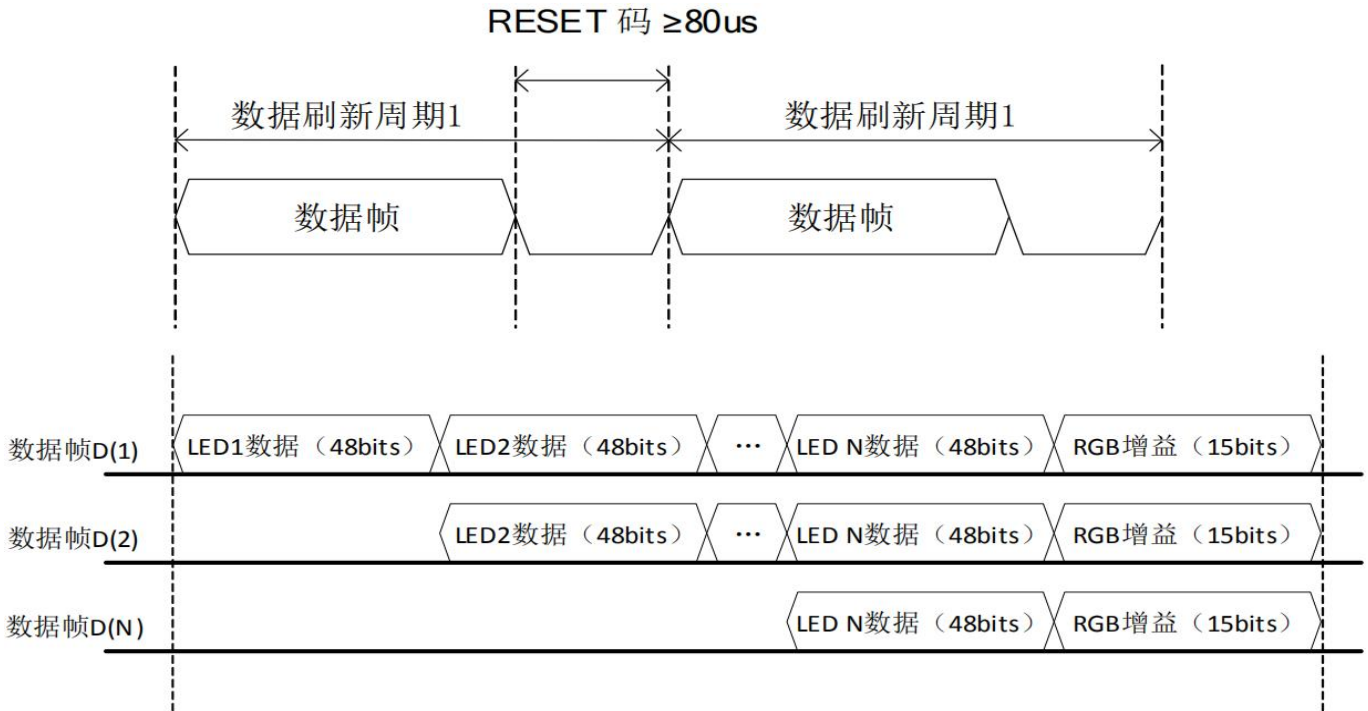 RESET 码 ≥80us
数据刷新周期1 数据刷新周期1
数据帧 数据帧
数据帧D(1) LED1数据（48bits） LED2数据（48bits） ··· LED N数据（48bits） RGB增益（15bits）
数据帧D(2) LED2数据（48bits） ··· LED N数据（48bits） RGB增益（15bits）
数据帧D(N) LED N数据（48bits） RGB增益（15bits）